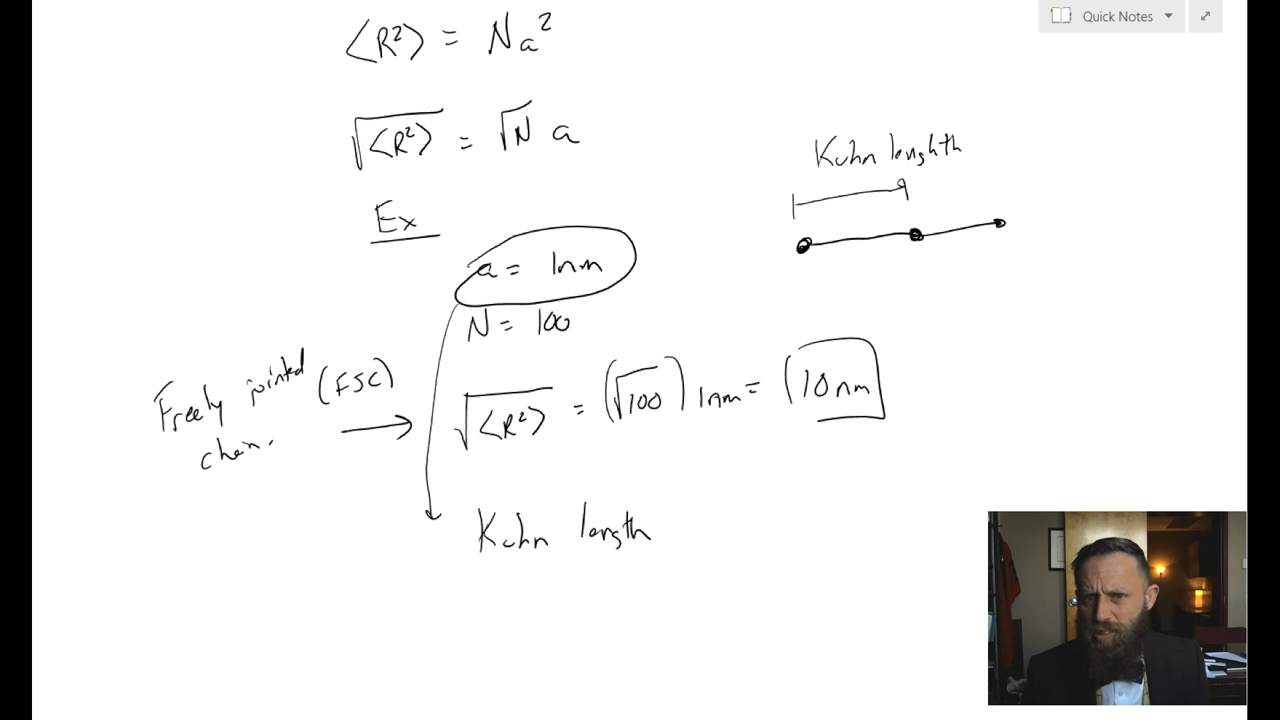 Quick Notes
⟨R²⟩ = Na²
√⟨R²⟩ = √N a
Kuhn lenghth
Ex
a = 1nm
N = 100
Freely jointed (FJC)
chain.
√⟨R²⟩ = (√100) 1nm = 10nm
Kuhn length